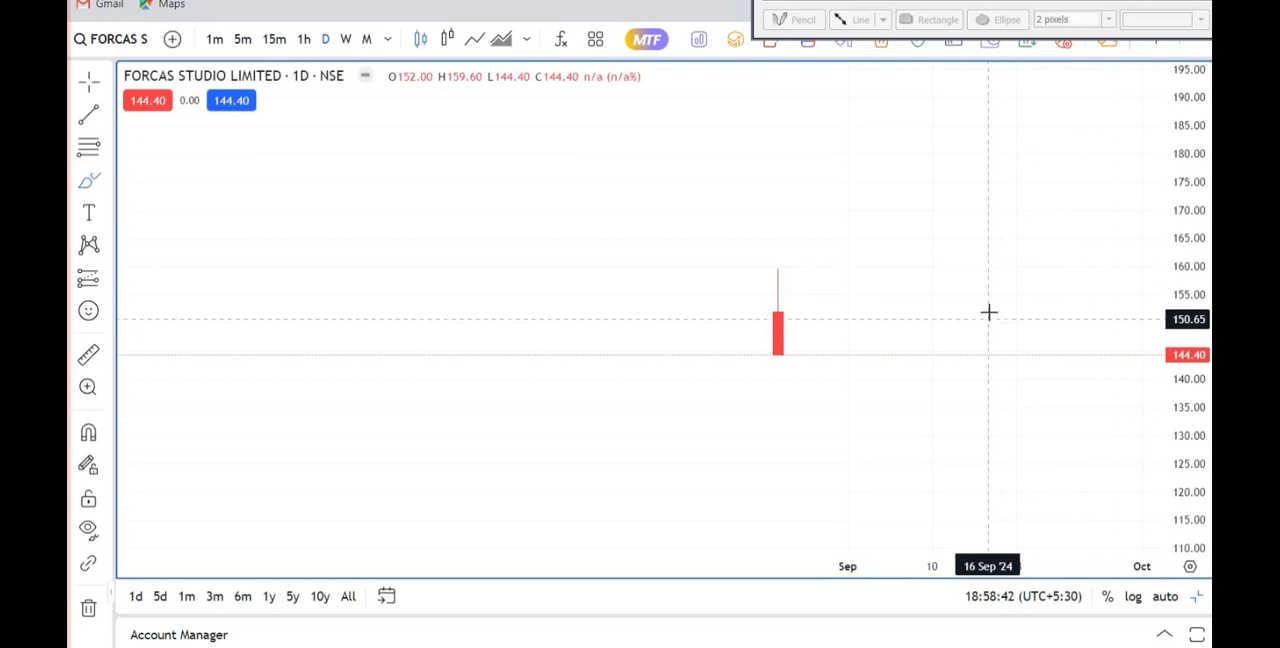 Gmail Maps
Pencil Line Rectangle Ellipse 2 pixels
FORCAS S 1m 5m 15m 1h D W M MTF
FORCAS STUDIO LIMITED · 1D · NSE O152.00 H159.60 L144.40 C144.40 n/a (n/a%)
144.40 0.00 144.40
195.00
190.00
185.00
180.00
175.00
170.00
165.00
160.00
155.00
150.65
144.40
140.00
135.00
130.00
125.00
120.00
115.00
110.00
Sep 10 16 Sep '24 Oct
1d 5d 1m 3m 6m 1y 5y 10y All 18:58:42 (UTC+5:30) % log auto
Account Manager